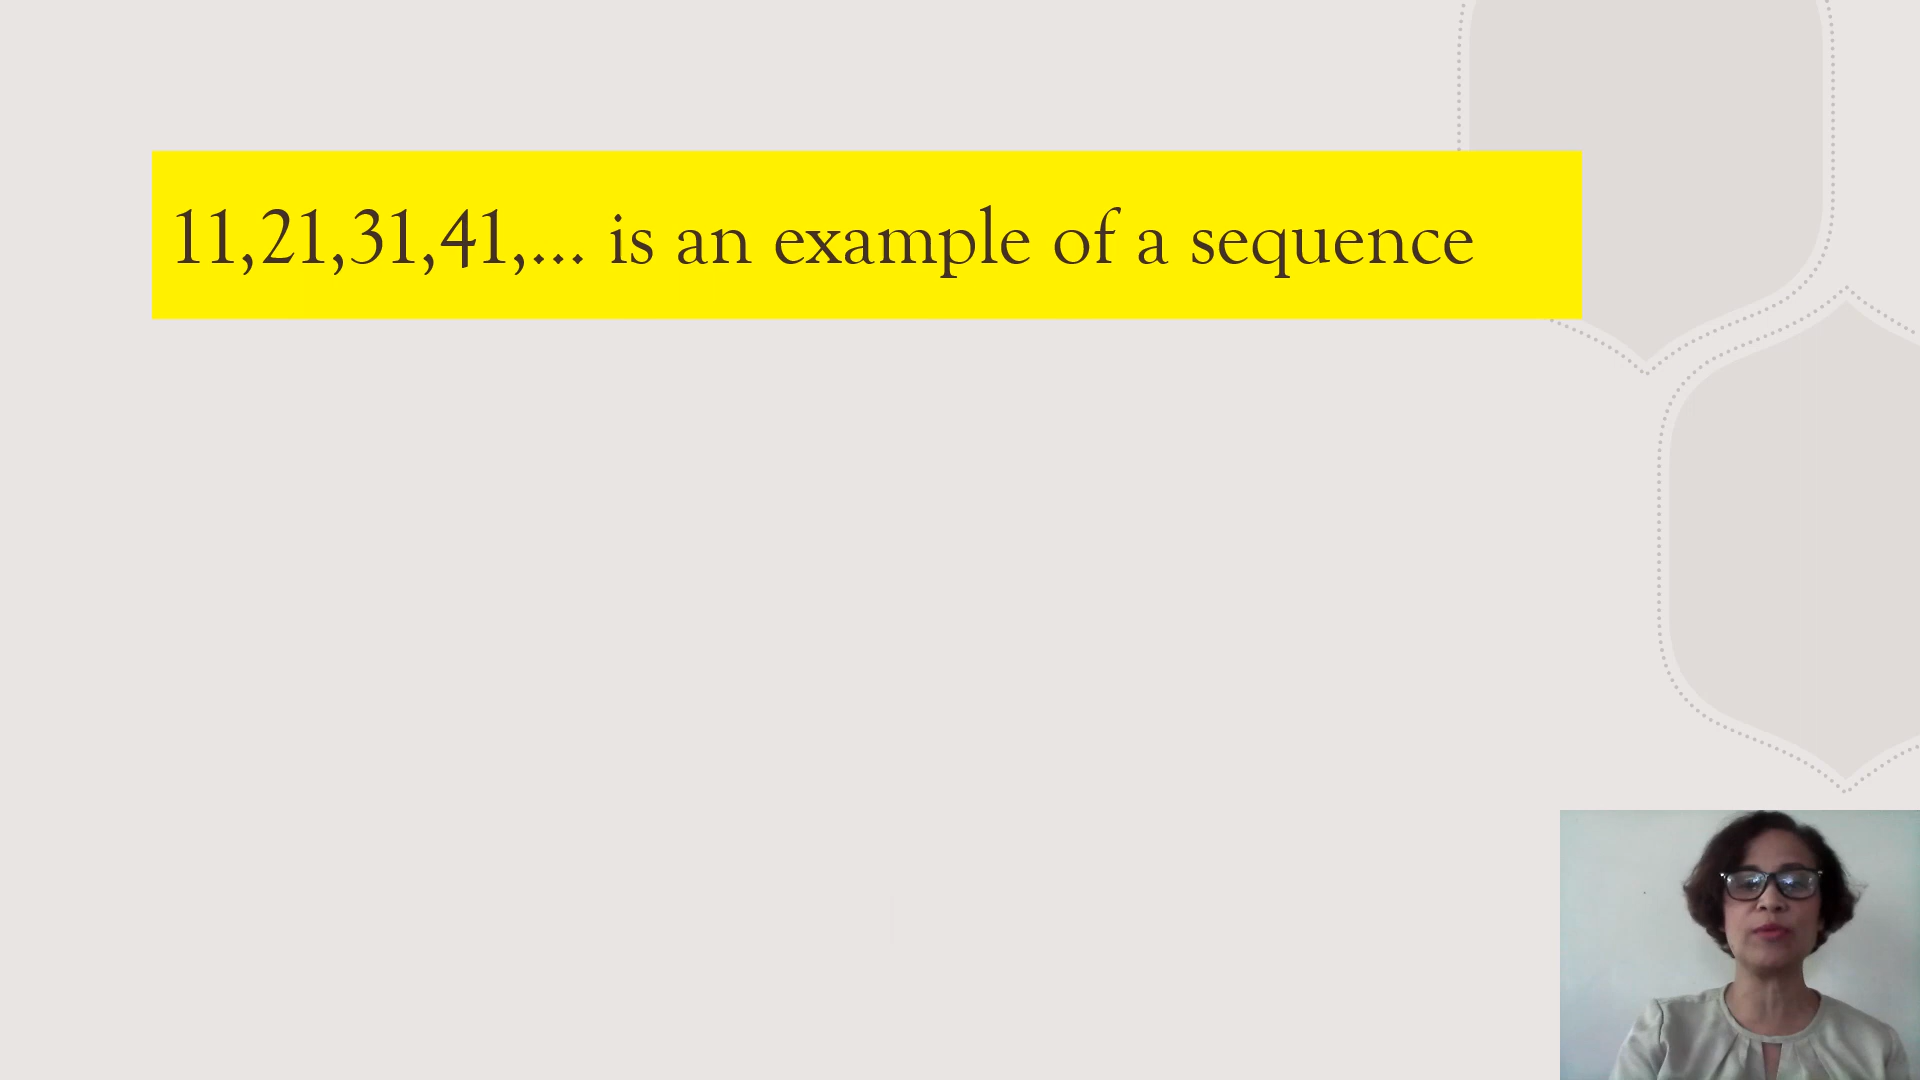 11,21,31,41,... is an example of a sequence